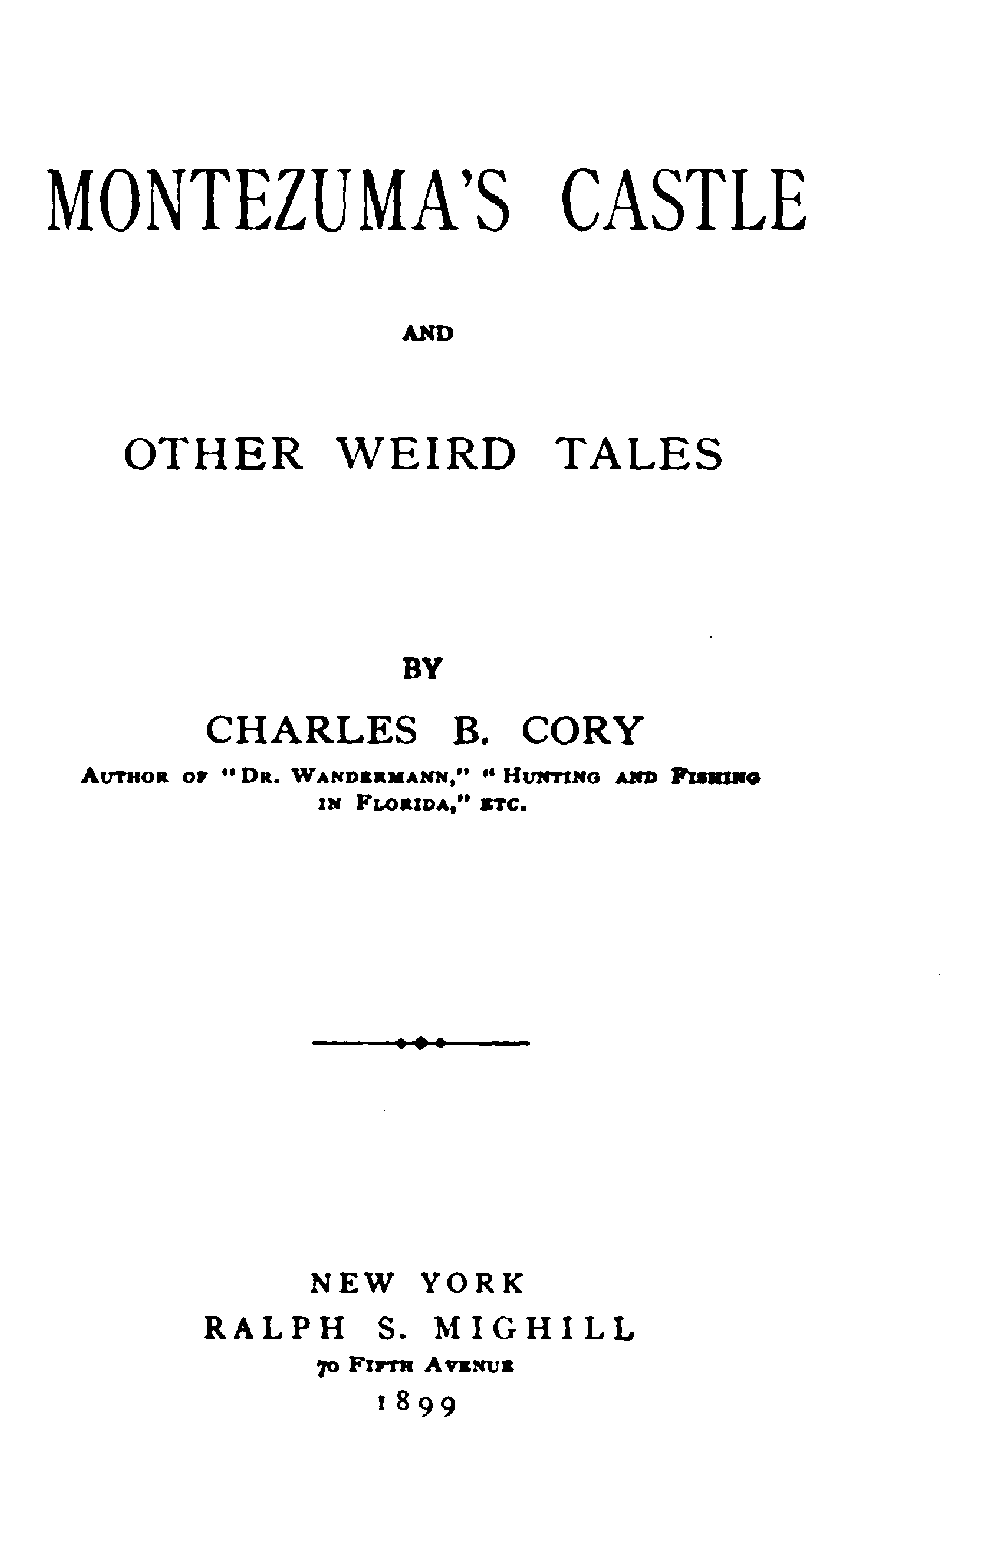 MONTEZUMA'S CASTLE
AND
OTHER WEIRD TALES
BY
CHARLES B. CORY
AUTHOR OF "DR. WANDERMANN," "HUNTING AND FISHING
IN FLORIDA," ETC.
NEW YORK
RALPH S. MIGHILL
70 FIFTH AVENUE
1899